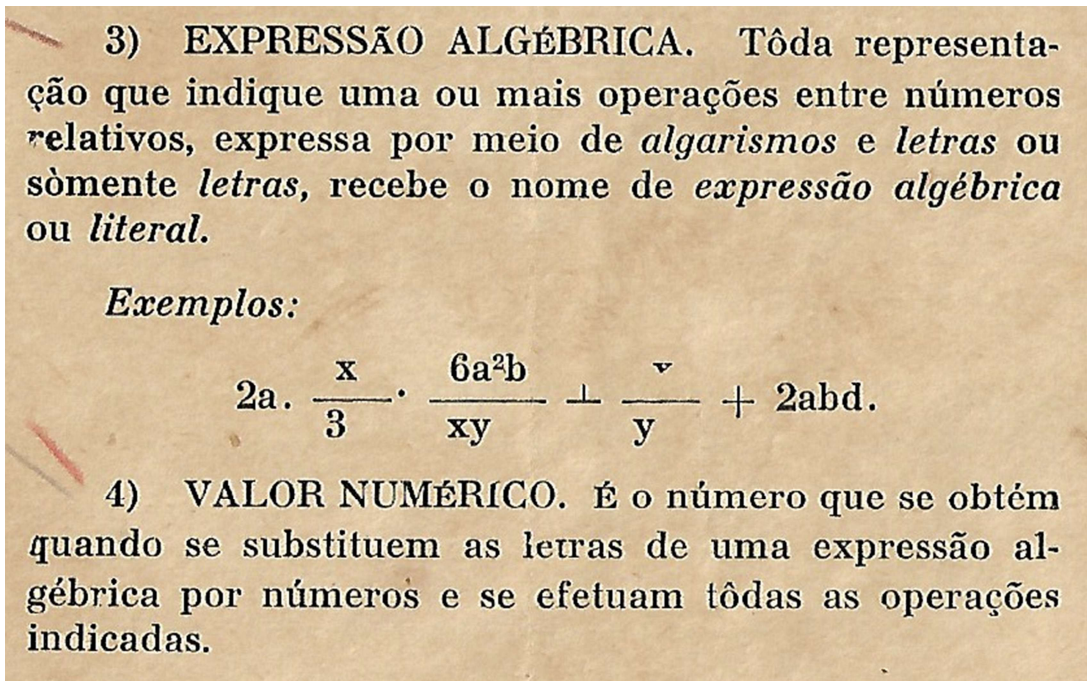 3) EXPRESSÃO ALGÉBRICA. Tôda representa-
ção que indique uma ou mais operações entre números
relativos, expressa por meio de algarismos e letras ou
sòmente letras, recebe o nome de expressão algébrica
ou literal.
Exemplos:
2a. x/3 . 6a²b/xy + /y + 2abd.
4) VALOR NUMÉRICO. É o número que se obtém
quando se substituem as letras de uma expressão al-
gébrica por números e se efetuam tôdas as operações
indicadas.